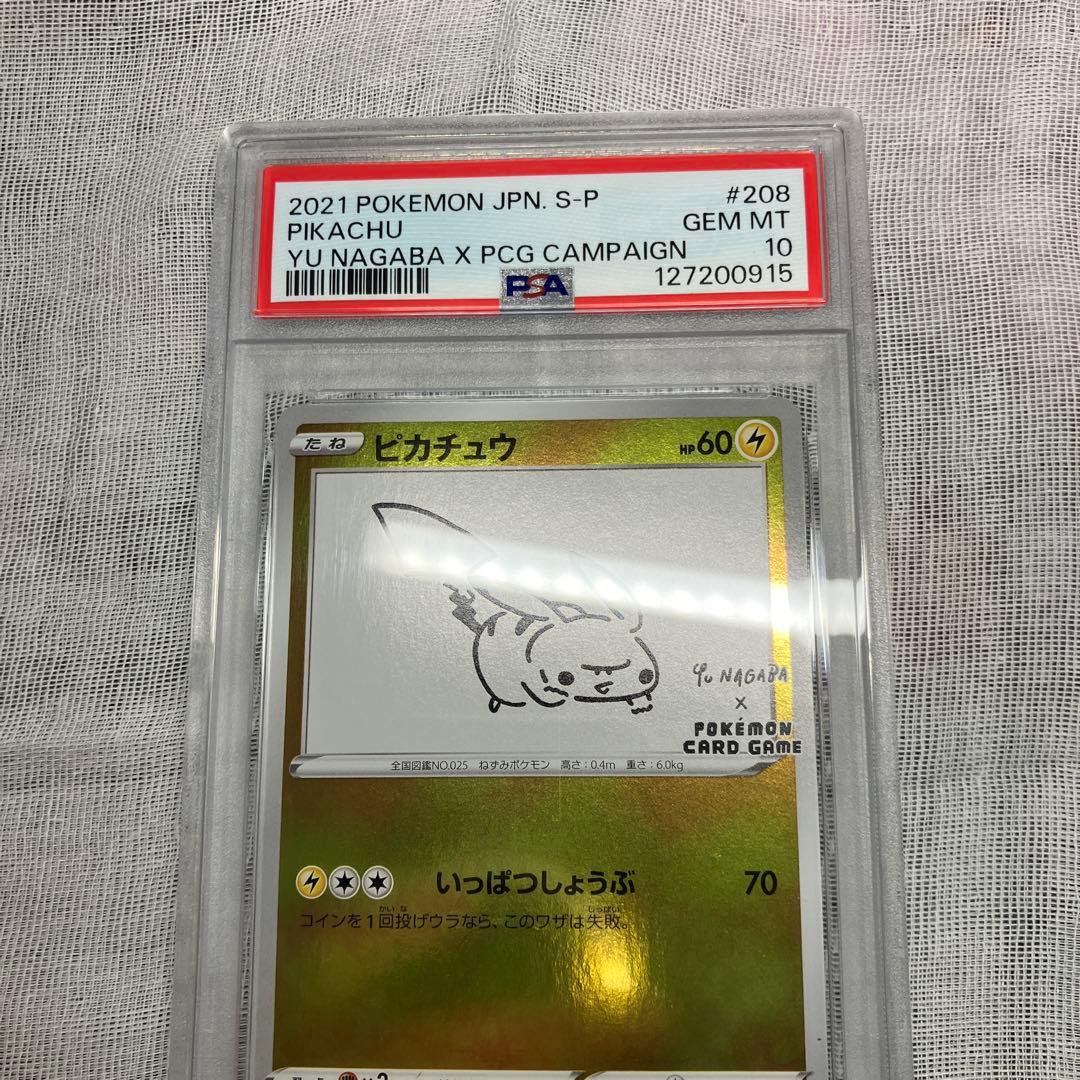 2021 POKEMON JPN. S-P #208
PIKACHU GEM MT
YU NAGABA X PCG CAMPAIGN 10
PSA 127200915
たね ピカチュウ HP60
YU NAGABA
×
POKÉMON
CARD GAME
全国図鑑NO.025 ねずみポケモン 高さ:0.4m 重さ:6.0kg
いっぱつしょうぶ 70
コインを1回投げウラなら、このワザは失敗。